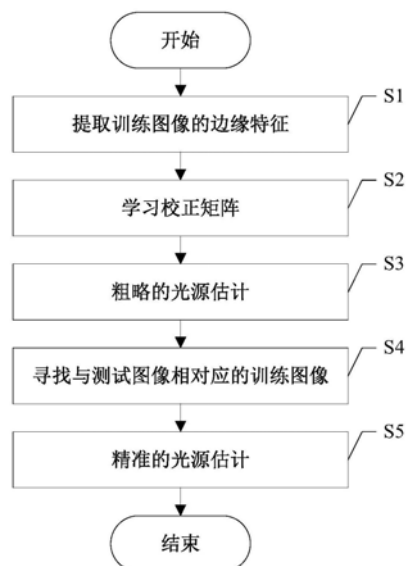 开始
S1
提取训练图像的边缘特征
S2
学习校正矩阵
S3
粗略的光源估计
S4
寻找与测试图像相对应的训练图像
S5
精准的光源估计
结束